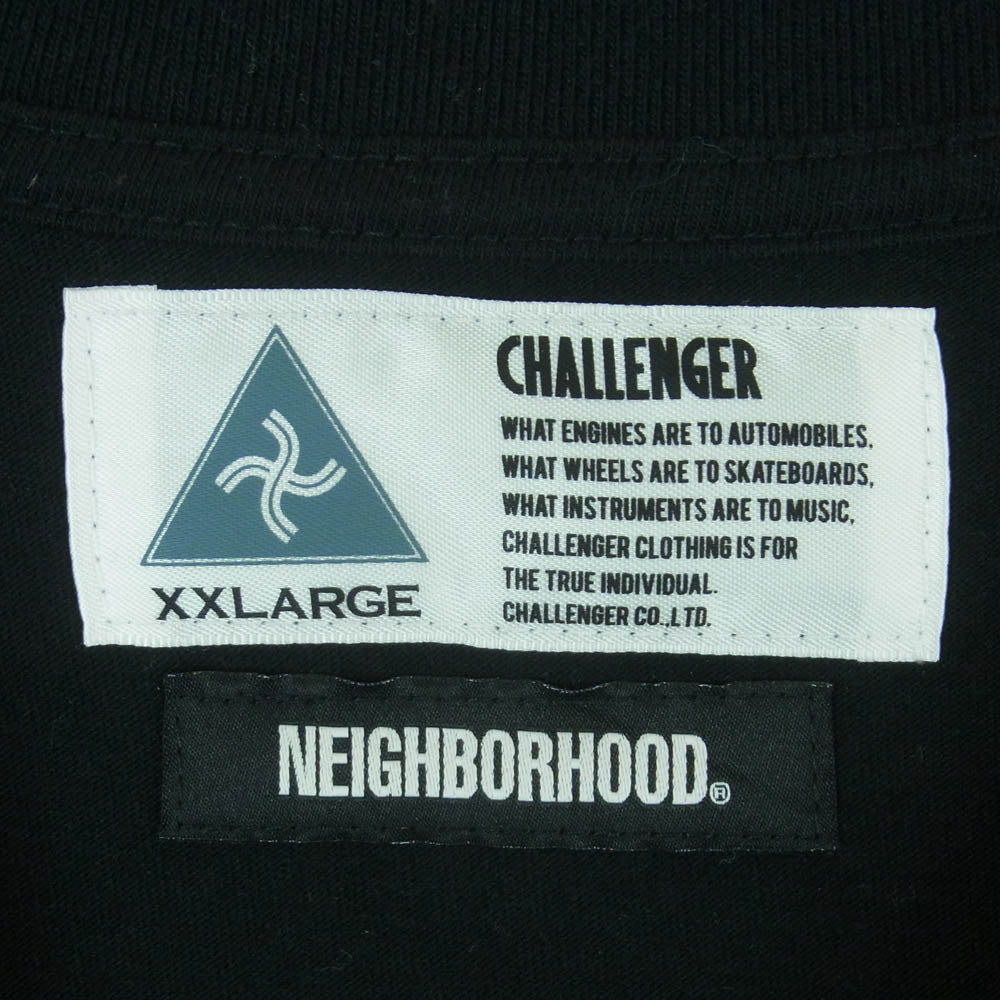 CHALLENGER
WHAT ENGINES ARE TO AUTOMOBILES,
WHAT WHEELS ARE TO SKATEBOARDS,
WHAT INSTRUMENTS ARE TO MUSIC,
CHALLENGER CLOTHING IS FOR
THE TRUE INDIVIDUAL.
CHALLENGER CO.,LTD.
XXLARGE
NEIGHBORHOOD®